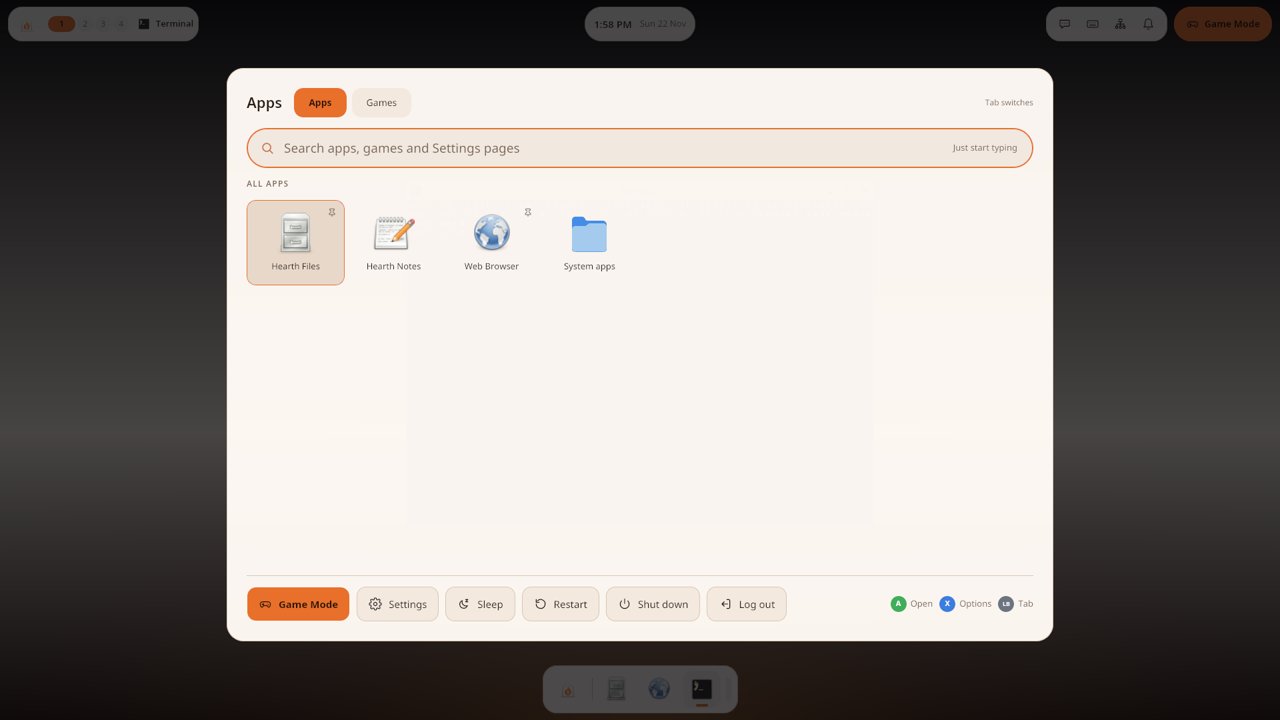 1 2 3 4 Terminal
1:58 PM Sun 22 Nov
Game Mode
Apps Apps Games Tab switches
Search apps, games and Settings pages Just start typing
ALL APPS
Hearth Files Hearth Notes Web Browser System apps
Game Mode Settings Sleep Restart Shut down Log out A Open X Options LB Tab